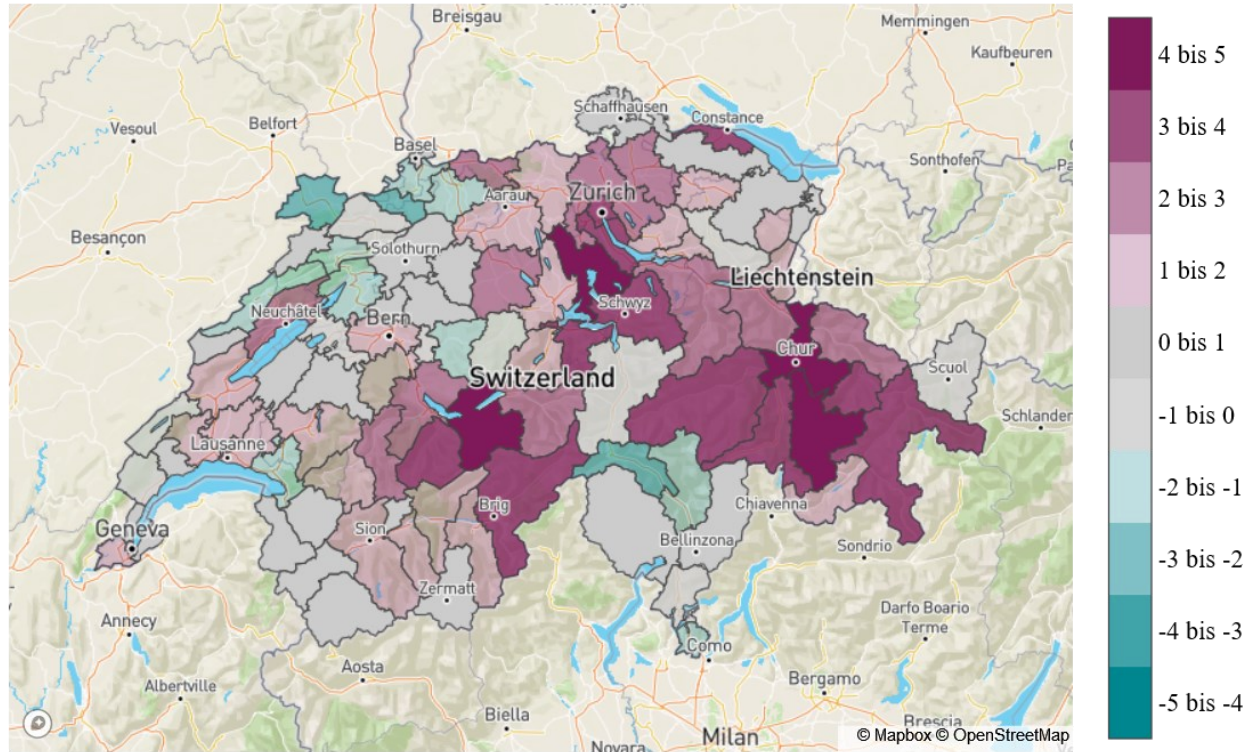 Breisgau
Memmingen
Kaufbeuren
Schaffhausen
Constance
Vesoul
Belfort
Basel
Sonthofen
Aarau
Zurich
Besançon
Solothurn
Liechtenstein
Neuchâtel
Schwyz
Bern
Chur
Switzerland
Scuol
Schlanders
Lausanne
Brig
Chiavenna
Geneva
Sion
Bellinzona
Sondrio
Zermatt
Annecy
Darfo Boario
Terme
Como
Aosta
Albertville
Bergamo
Biella
Brescia
Milan
Novara
© Mapbox © OpenStreetMap
4 bis 5
3 bis 4
2 bis 3
1 bis 2
0 bis 1
-1 bis 0
-2 bis -1
-3 bis -2
-4 bis -3
-5 bis -4